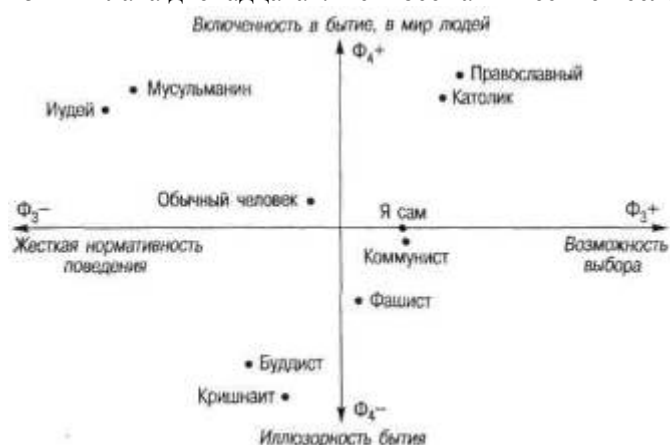 Включенность в бытие, в мир людей
Ф4+
Православный
Католик
Мусульманин
Иудей
Обычный человек
Я сам
Ф3−
Ф3+
Жесткая нормативность
поведения
Коммунист
Возможность
выбора
Фашист
Буддист
Кришнаит
Ф4−
Иллюзорность бытия